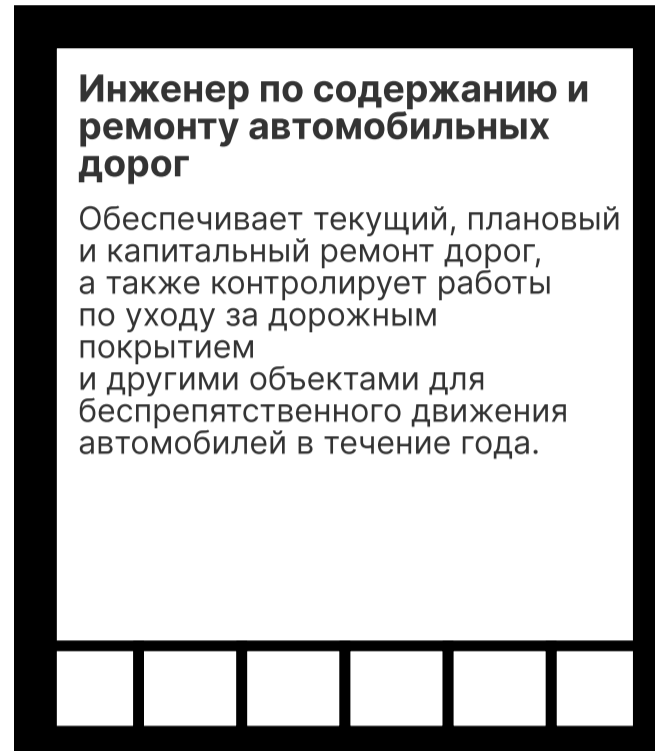 Инженер по содержанию и
ремонту автомобильных
дорог
Обеспечивает текущий, плановый
и капитальный ремонт дорог,
а также контролирует работы
по уходу за дорожным
покрытием
и другими объектами для
беспрепятственного движения
автомобилей в течение года.